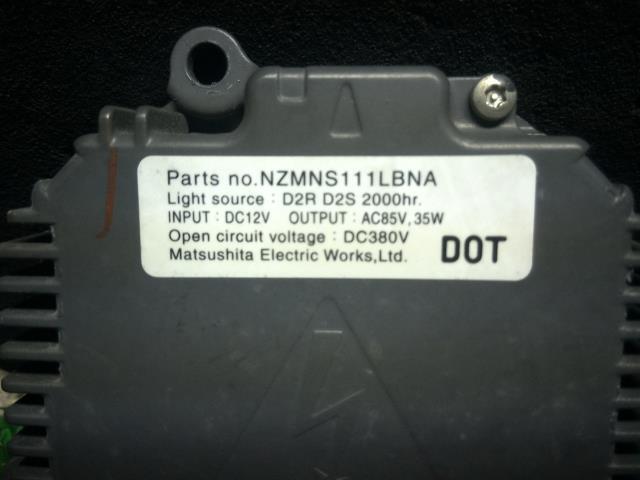 Parts no.NZMNS111LBNA
Light source : D2R D2S 2000hr.
INPUT : DC12V OUTPUT : AC85V, 35W
Open circuit voltage : DC380V
Matsushita Electric Works,Ltd. DOT